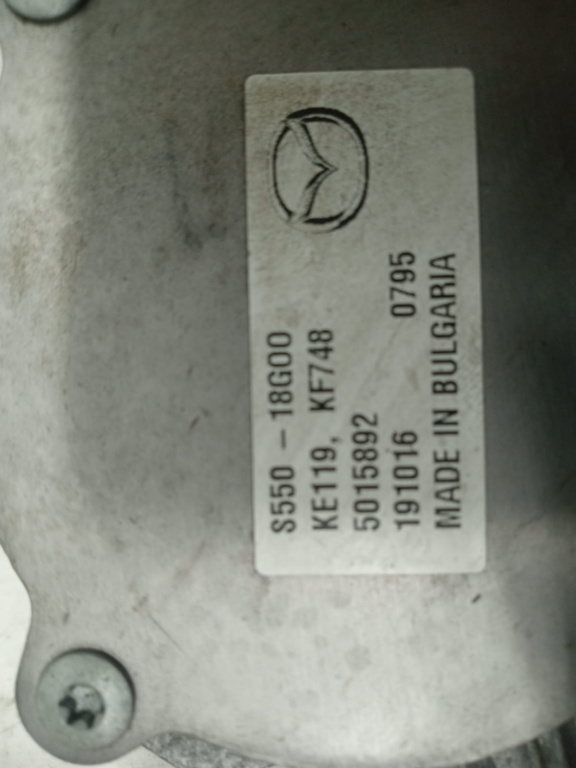 S550 - 18G00
KE119, KF748
5015892
191016 0795
MADE IN BULGARIA